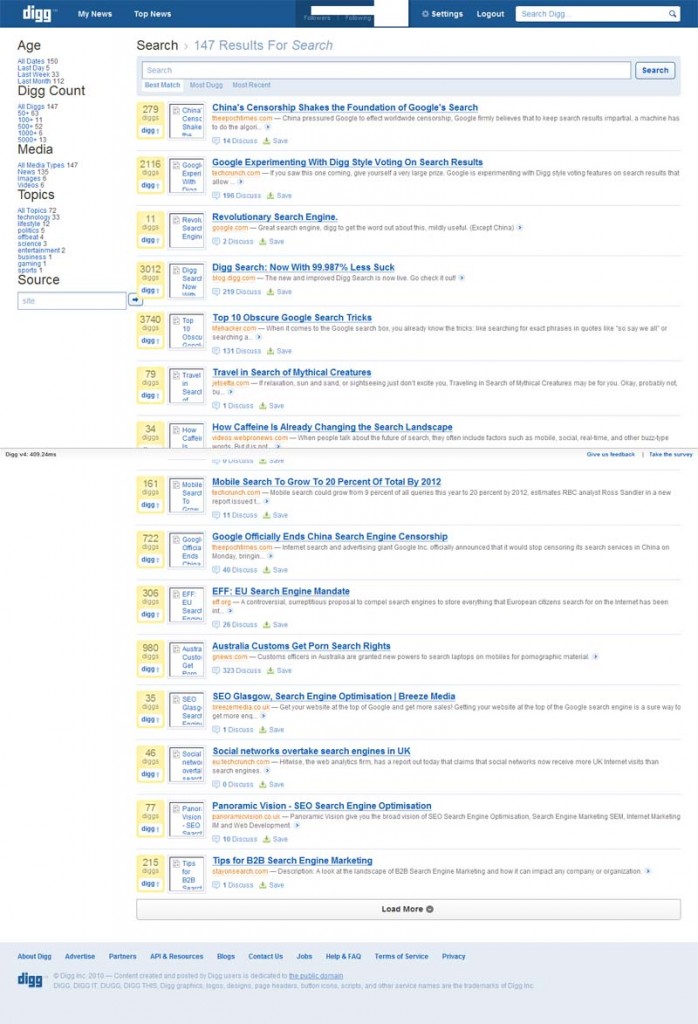 digg
My News
Top News
Followers
Following
Settings
Logout
Search Digg...
Age
All Dates 150
Last Day 5
Last Week 33
Last Month 112
Digg Count
All Diggs 147
50+ 63
100+ 11
500+ 52
1000+ 6
5000+ 13
Media
All Media Types 147
News 135
Images 6
Videos 6
Topics
All Topics 72
technology 33
lifestyle 12
politics 5
offbeat 4
science 3
entertainment 2
business 1
gaming 1
sports 1
Source
site
Search › 147 Results For Search
Search
Search
Best Match
Most Dugg
Most Recent
279
diggs
digg
China's Censorship Shakes the Foundation of Google's Search
theepochtimes.com — China pressured Google to effect worldwide censorship, Google firmly believes that to keep search results impartial, a machine has
to do the algori...
14 Discuss
Save
2116
diggs
digg
Google Experimenting With Digg Style Voting On Search Results
techcrunch.com — If you saw this one coming, give yourself a very large prize. Google is experimenting with Digg style voting features on search results that
allow ...
196 Discuss
Save
11
diggs
digg
Revolutionary Search Engine.
google.com — Great search engine, digg to get the word out about this, mildly useful. (Except China)
2 Discuss
Save
3012
diggs
digg
Digg Search: Now With 99.987% Less Suck
blog.digg.com — The new and improved Digg Search is now live. Go check it out!
219 Discuss
Save
3740
diggs
digg
Top 10 Obscure Google Search Tricks
lifehacker.com — When it comes to the Google search box, you already know the tricks: like searching for exact phrases in quotes like "so say we all" or
searching a...
131 Discuss
Save
79
diggs
digg
Travel in Search of Mythical Creatures
jetsetta.com — If relaxation, sun and sand, or sightseeing just don't excite you, Traveling in Search of Mythical Creatures may be for you. Okay, probably not,
bu...
1 Discuss
Save
34
diggs
How Caffeine Is Already Changing the Search Landscape
videos.webpronews.com — When people talk about the future of search, they often include factors such as mobile, social, real-time, and other buzz-type
words. But it is not...
Digg v4: 409.24ms
Give us feedback | Take the survey
0 Discuss
Save
161
diggs
digg
Mobile Search To Grow To 20 Percent Of Total By 2012
techcrunch.com — Mobile search could grow from 9 percent of all queries this year to 20 percent by 2012, estimates RBC analyst Ross Sandler in a new
report issued t...
11 Discuss
Save
722
diggs
digg
Google Officially Ends China Search Engine Censorship
theepochtimes.com — Internet search and advertising giant Google Inc. officially announced that it would stop censoring its search services in China on
Monday, bringin...
40 Discuss
Save
306
diggs
digg
EFF: EU Search Engine Mandate
eff.org — A controversial, surreptitious proposal to compel search engines to store everything that European citizens search for on the Internet has been
int...
26 Discuss
Save
980
diggs
digg
Australia Customs Get Porn Search Rights
gnews.com — Customs officers in Australia are granted new powers to search laptops on mobiles for pornographic material.
323 Discuss
Save
35
diggs
digg
SEO Glasgow, Search Engine Optimisation | Breeze Media
breezemedia.co.uk — Get your website at the top of Google and get more sales! Getting your website at the top of the Google search engine is a sure way to
get more enq...
1 Discuss
Save
46
diggs
digg
Social networks overtake search engines in UK
eu.techcrunch.com — Hitwise, the web analytics firm, has a report out today that claims that social networks now receive more UK Internet visits than
search engines.
0 Discuss
Save
77
diggs
digg
Panoramic Vision - SEO Search Engine Optimisation
panoramicvision.co.uk — Panoramic Vision give you the broad vision of SEO Search Engine Optimisation, Search Engine Marketing SEM, Internet Marketing
IM and Web Development.
10 Discuss
Save
215
diggs
digg
Tips for B2B Search Engine Marketing
stayonsearch.com — Description: A look at the landscape of B2B Search Engine Marketing and how it can impact any company or organization.
1 Discuss
Save
Load More
About Digg
Advertise
Partners
API & Resources
Blogs
Contact Us
Jobs
Help & FAQ
Terms of Service
Privacy
digg
© Digg Inc. 2010 — Content created and posted by Digg users is dedicated to the public domain
DIGG, DIGG IT, DUGG, DIGG THIS, Digg graphics, logos, designs, page headers, button icons, scripts, and other service names are the trademarks of Digg Inc.